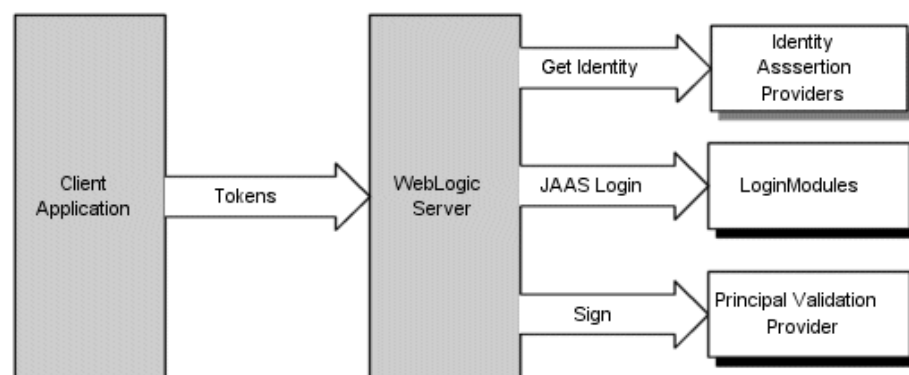 Client
Application
Tokens
WebLogic
Server
Get Identity
Identity
Asssertion
Providers
JAAS Login
LoginModules
Sign
Principal Validation
Provider